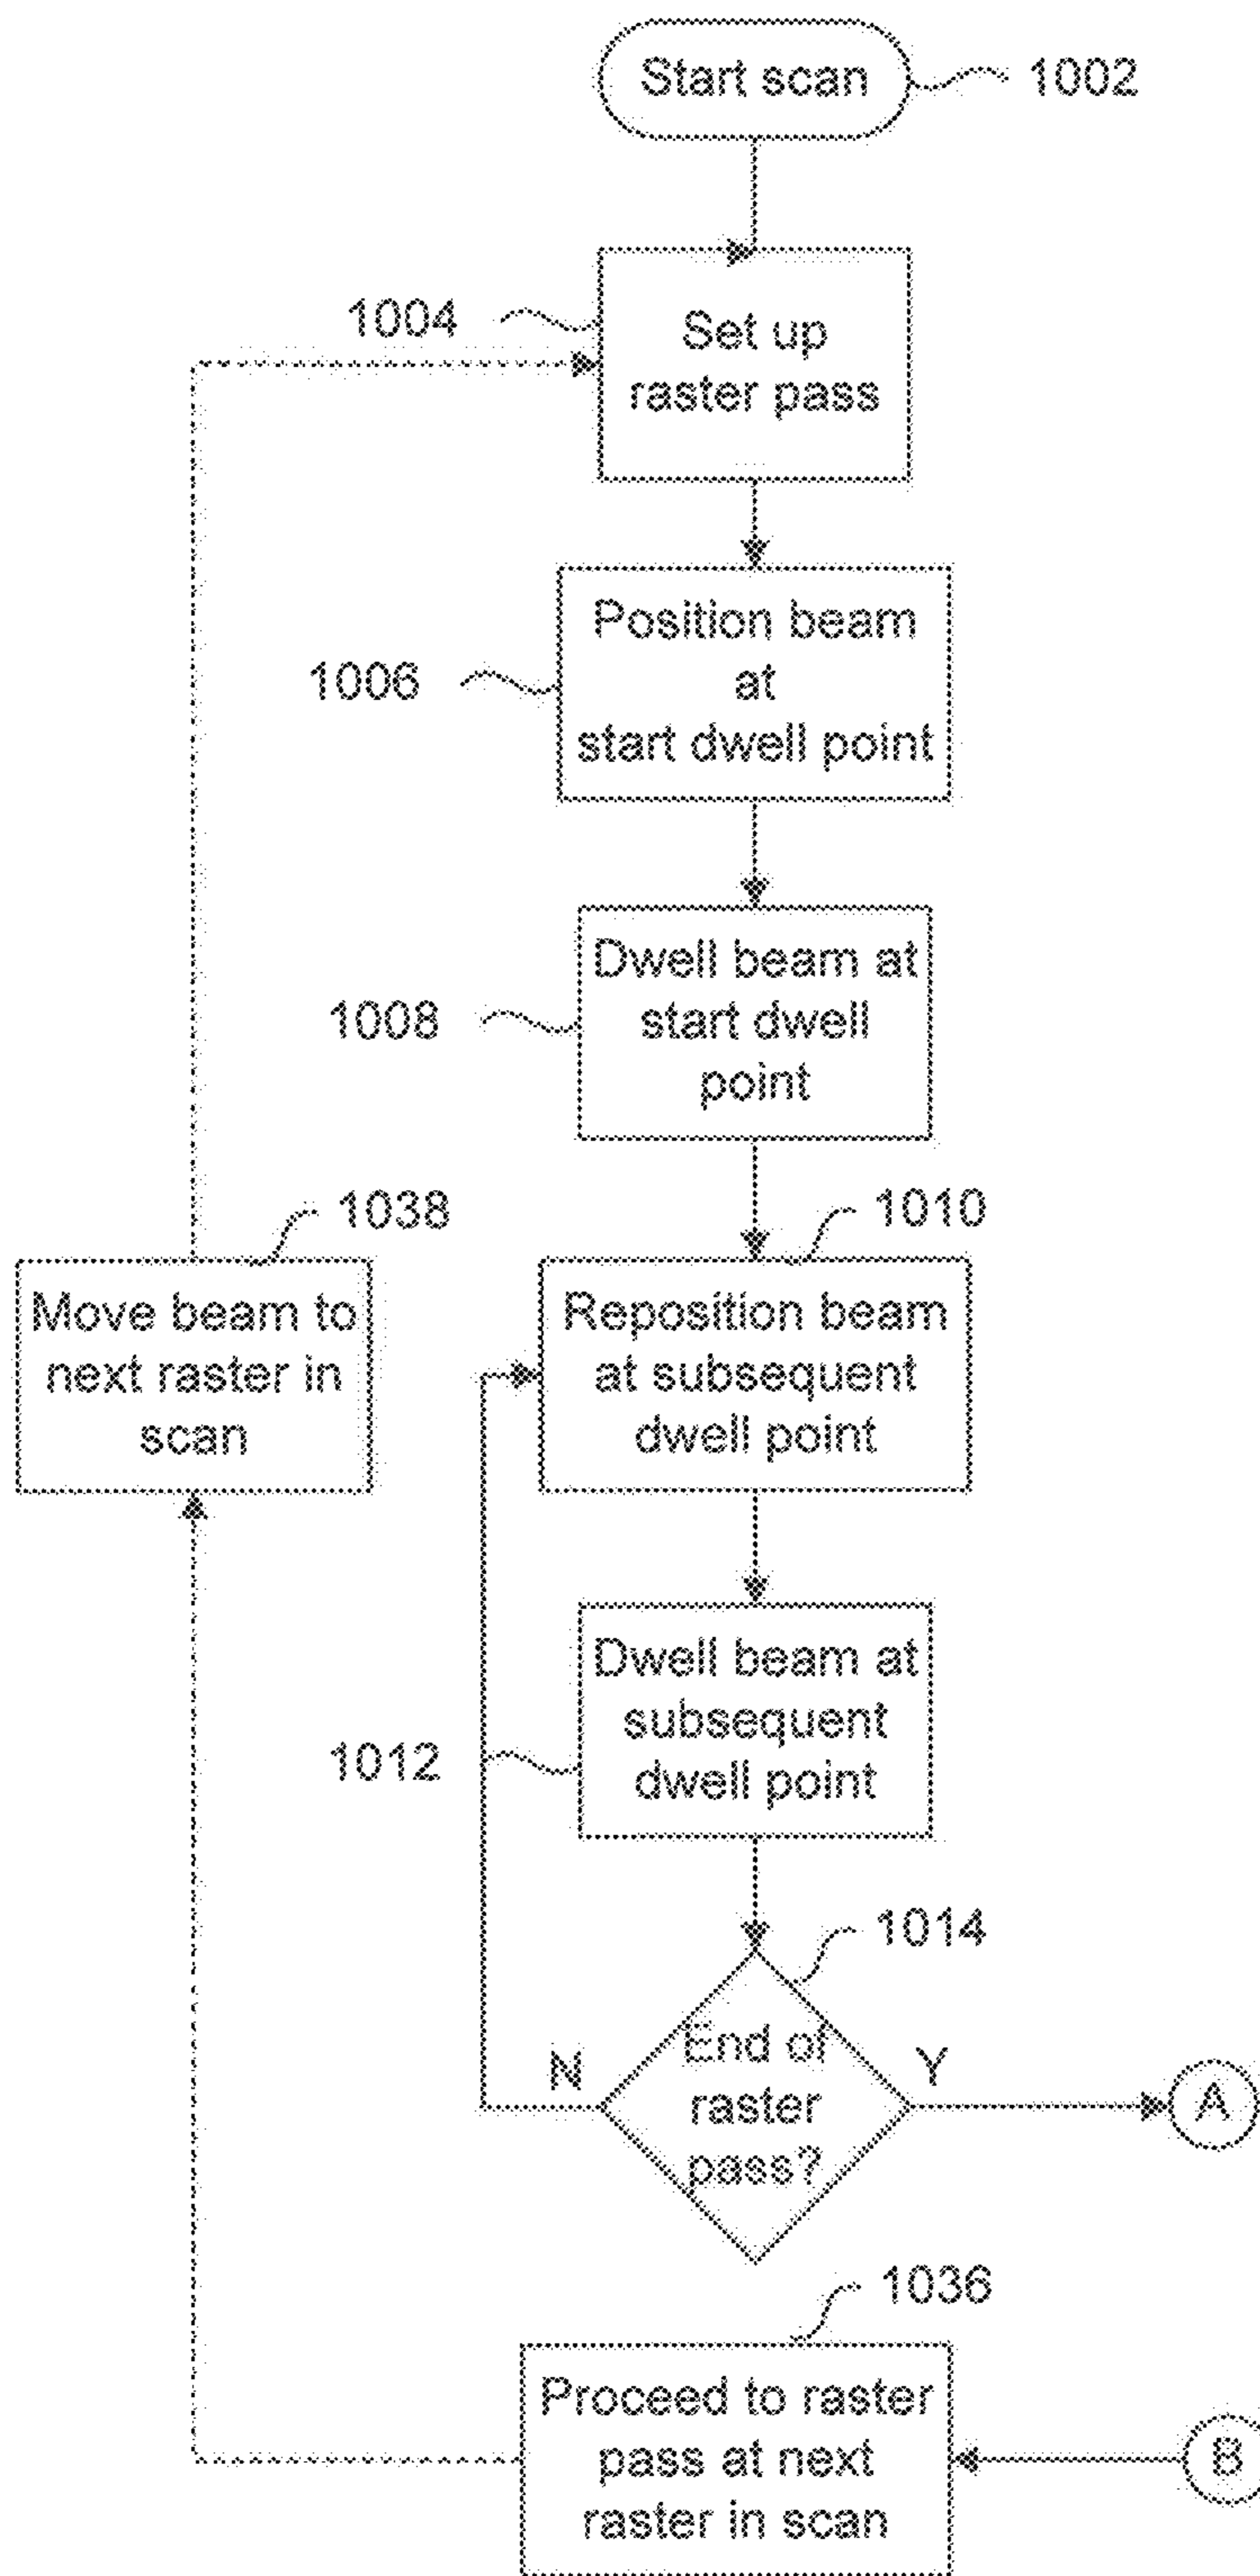 Start scan
1002
1004
Set up
raster pass
1006
Position beam
at
start dwell point
1008
Dwell beam at
start dwell
point
1038
1010
Move beam to
next raster in
scan
Reposition beam
at subsequent
dwell point
1012
Dwell beam at
subsequent
dwell point
1014
N
End of
raster
pass?
Y
A
1036
Proceed to raster
pass at next
raster in scan
B